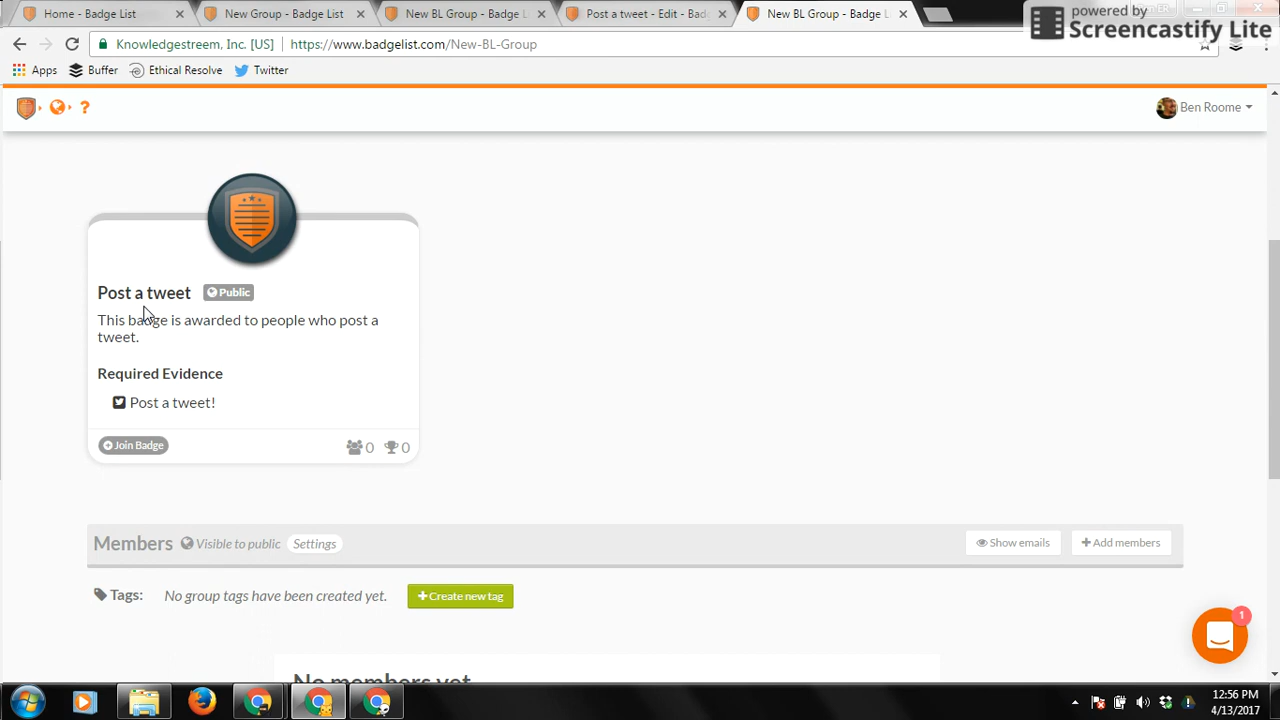 Home - Badge List
New Group - Badge List
New BL Group - Badge L
Post a tweet - Edit - Bad
New BL Group - Badge L
powered by
Screencastify Lite
Knowledgestreem, Inc. [US]
https://www.badgelist.com/New-BL-Group
Apps
Buffer
Ethical Resolve
Twitter
?
Ben Roome
Post a tweet
Public
This badge is awarded to people who post a
tweet.
Required Evidence
Post a tweet!
Join Badge
0
0
Members
Visible to public
Settings
Show emails
Add members
Tags:
No group tags have been created yet.
Create new tag
1
No members yet
12:56 PM
4/13/2017